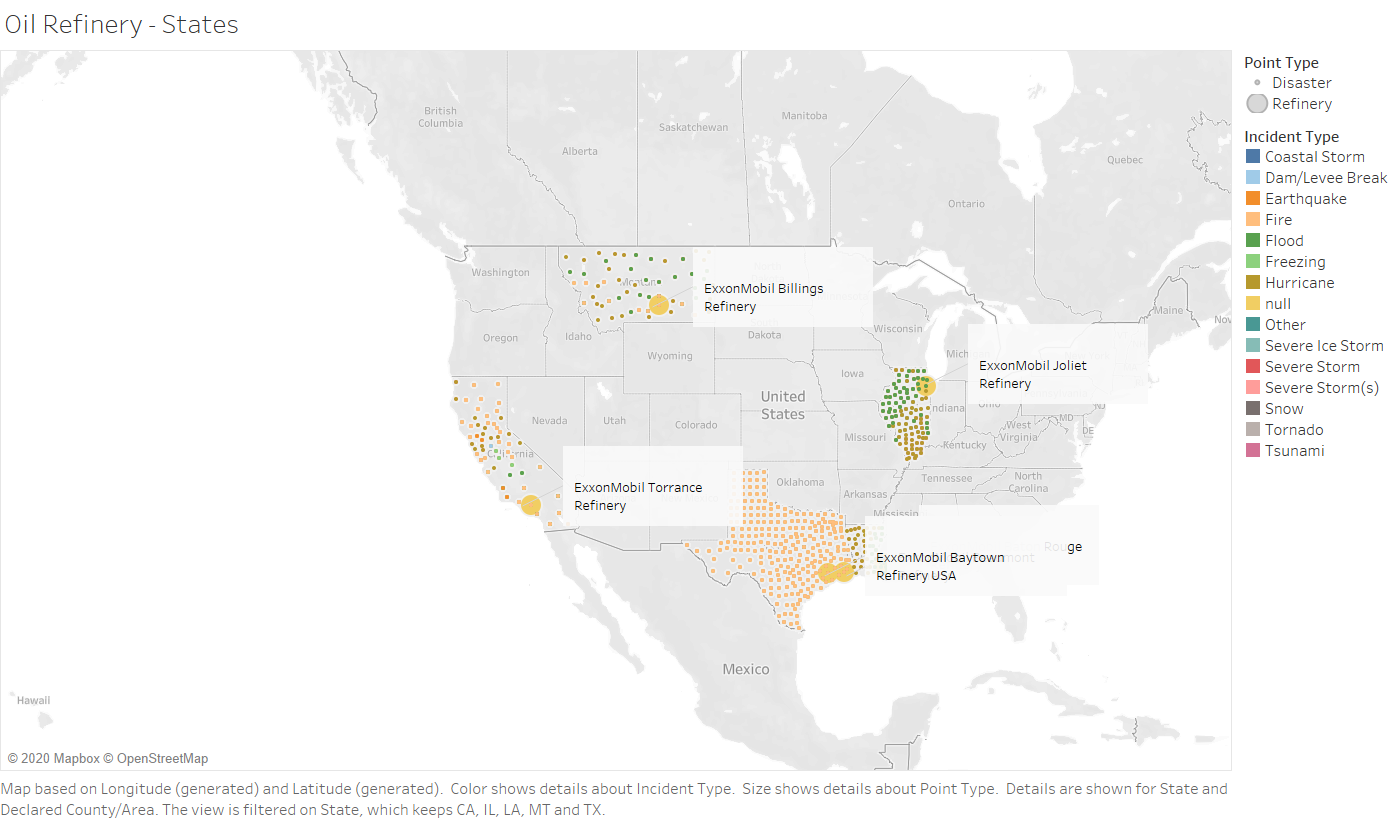 Oil Refinery - States
British
Columbia
Alberta
Saskatchewan
Manitoba
Ontario
Quebec
Washington
Oregon
Idaho
Wyoming
Nevada
Utah
Colorado
California
United
States
Dakota
Iowa
Wisconsin
Missouri
Kentucky
West
Virginia
MD
DE
Maine
Tennessee
North
Carolina
Oklahoma
Arkansas
Mississippi
Mexico
Hawaii
ExxonMobil Billings
Refinery
ExxonMobil Joliet
Refinery
ExxonMobil Torrance
Refinery
Rouge
ExxonMobil Baytown
Refinery USA
© 2020 Mapbox © OpenStreetMap
Point Type
Disaster
Refinery
Incident Type
Coastal Storm
Dam/Levee Break
Earthquake
Fire
Flood
Freezing
Hurricane
null
Other
Severe Ice Storm
Severe Storm
Severe Storm(s)
Snow
Tornado
Tsunami
Map based on Longitude (generated) and Latitude (generated).  Color shows details about Incident Type.  Size shows details about Point Type.  Details are shown for State and
Declared County/Area. The view is filtered on State, which keeps CA, IL, LA, MT and TX.